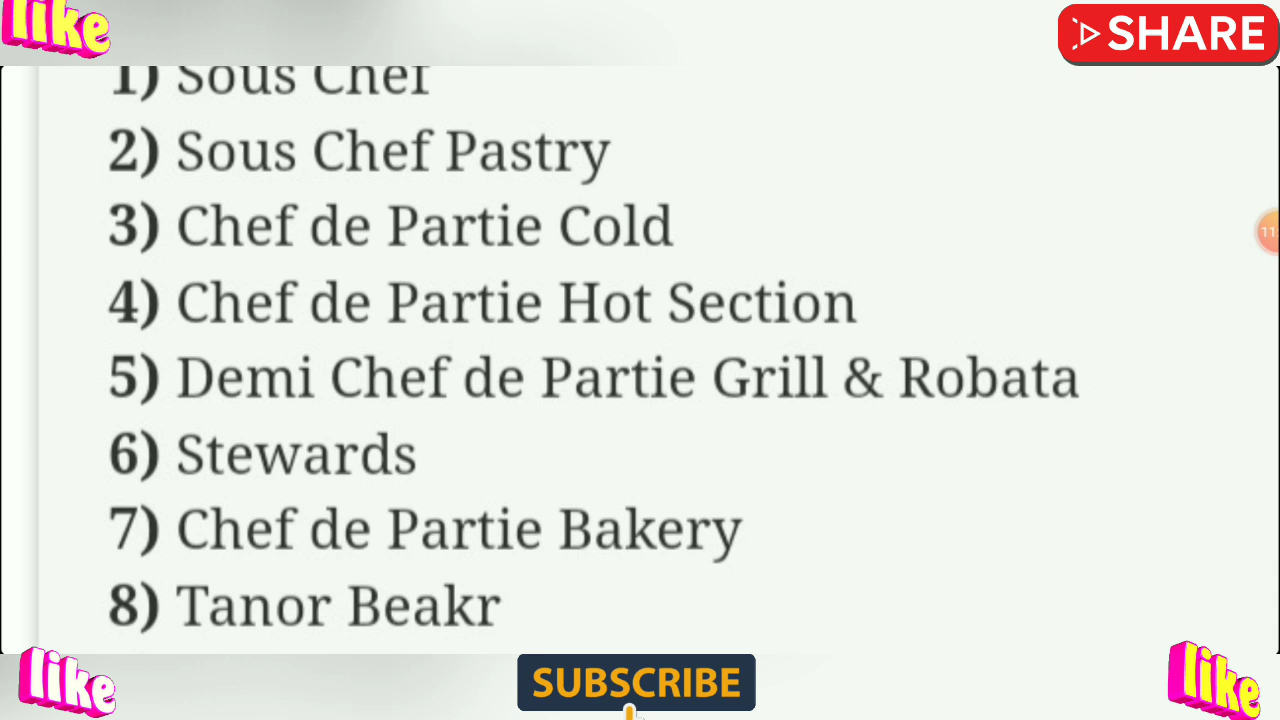 like
SHARE
1) Sous Chef
2) Sous Chef Pastry
3) Chef de Partie Cold
11
4) Chef de Partie Hot Section
5) Demi Chef de Partie Grill & Robata
6) Stewards
7) Chef de Partie Bakery
8) Tanor Beakr
like
SUBSCRIBE
like